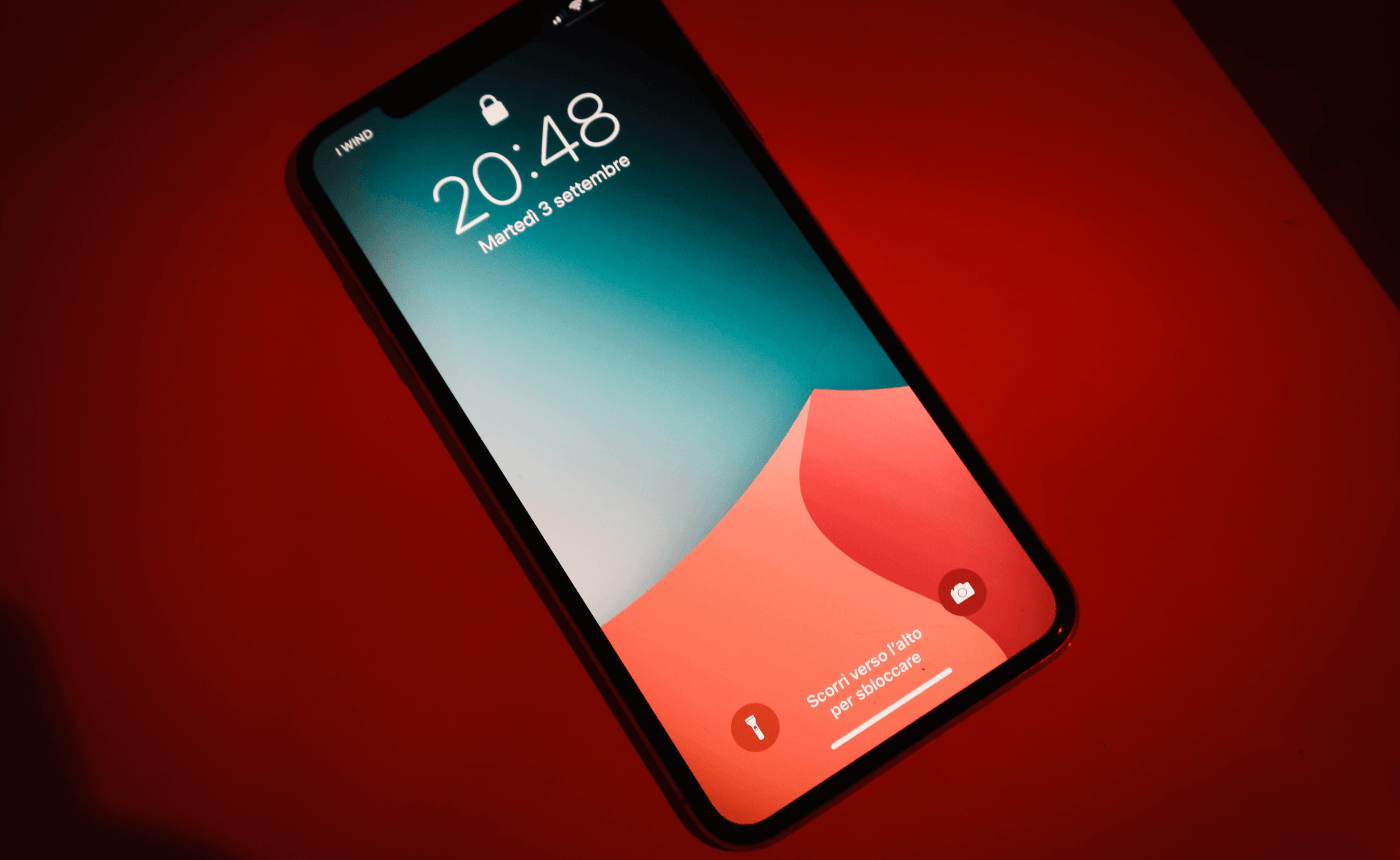 I WIND
20:48
Martedì 3 settembre
Scorri verso l'alto
per sbloccare